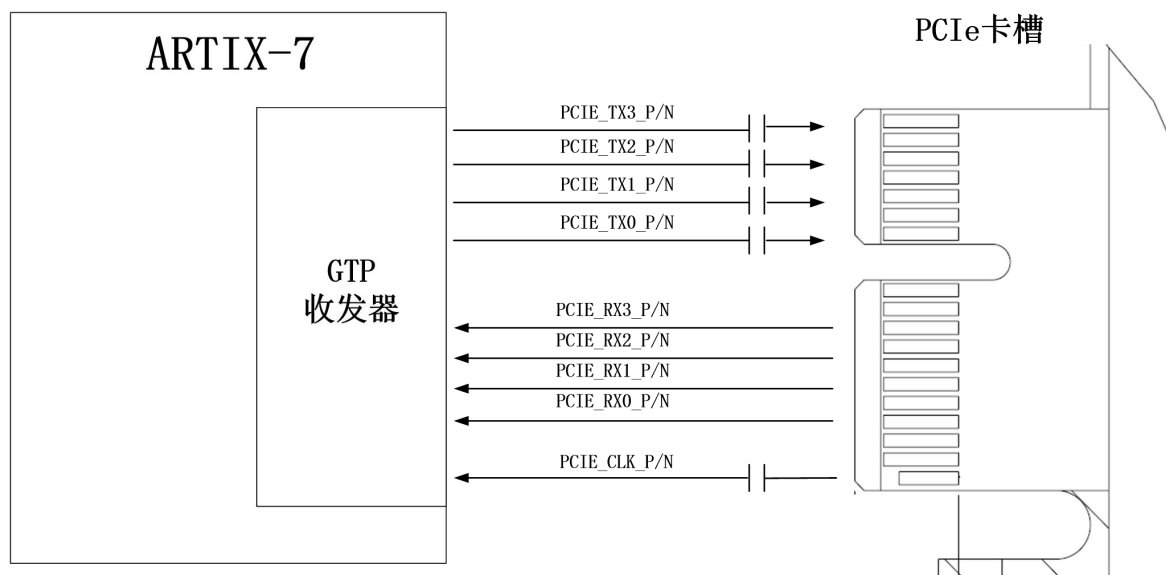 PCIe卡槽
ARTIX-7
PCIE_TX3_P/N
PCIE_TX2_P/N
PCIE_TX1_P/N
PCIE_TX0_P/N
GTP
收发器
PCIE_RX3_P/N
PCIE_RX2_P/N
PCIE_RX1_P/N
PCIE_RX0_P/N
PCIE_CLK_P/N